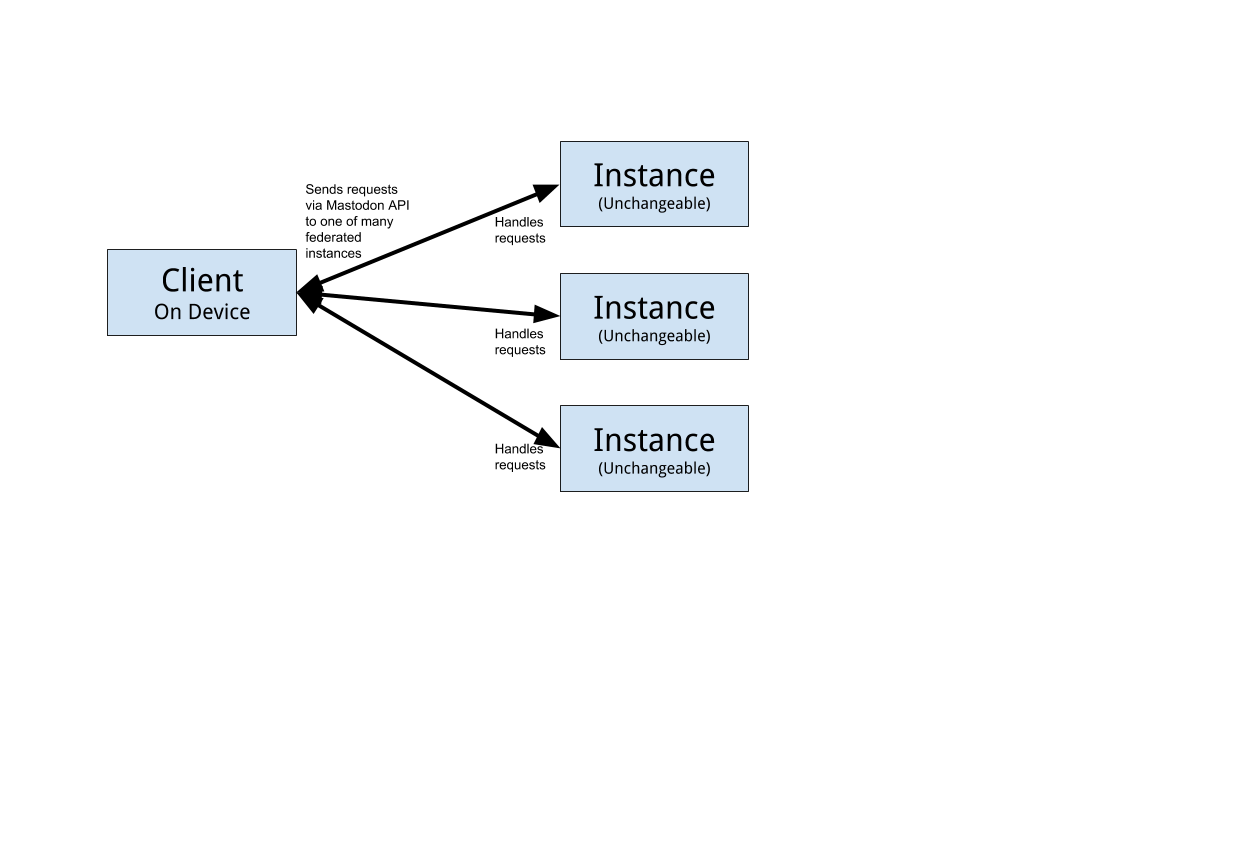 Sends requests
via Mastodon API
to one of many
federated
instances
Client
On Device
Instance
(Unchangeable)
Handles
requests
Instance
(Unchangeable)
Handles
requests
Instance
(Unchangeable)
Handles
requests